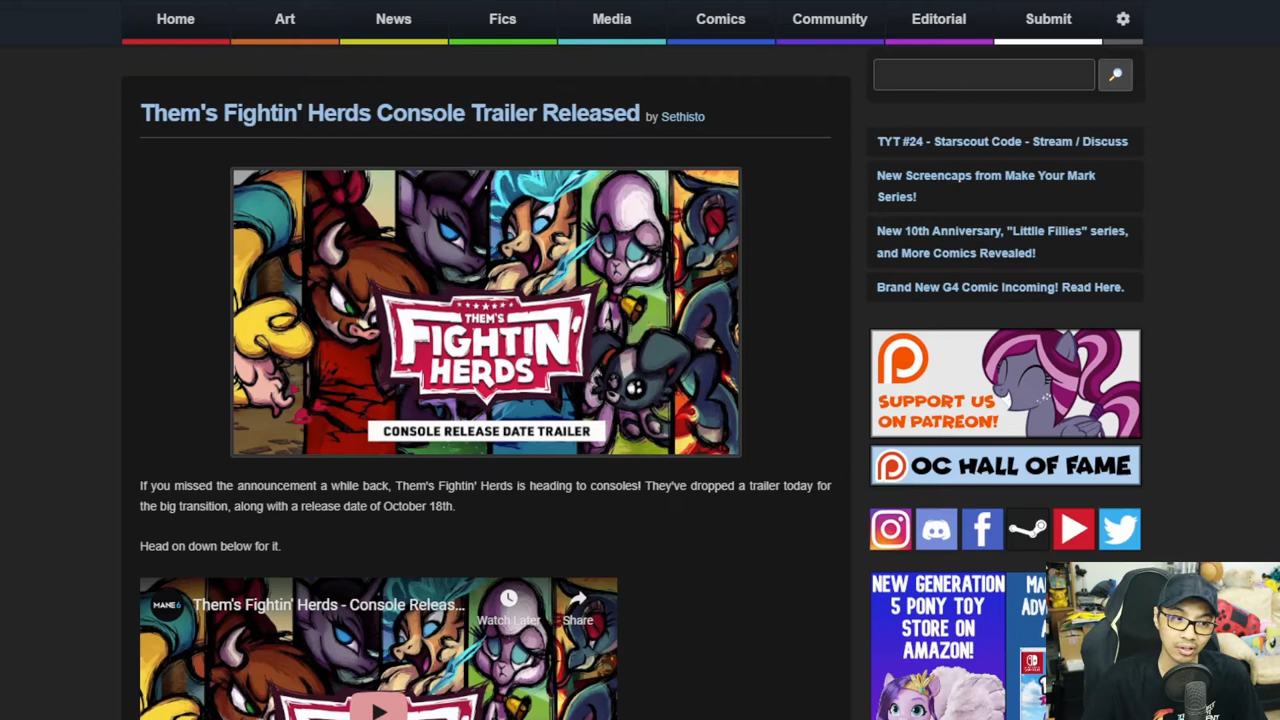 Home Art News Fics Media Comics Community Editorial Submit
Them's Fightin' Herds Console Trailer Released by Sethisto
THEM'S
FIGHTIN'
HERDS
CONSOLE RELEASE DATE TRAILER
If you missed the announcement a while back, Them's Fightin' Herds is heading to consoles! They've dropped a trailer today for
the big transition, along with a release date of October 18th.
Head on down below for it.
MANE6
Them's Fightin' Herds - Console Releas...
Watch Later
Share
TYT #24 - Starscout Code - Stream / Discuss
New Screencaps from Make Your Mark
Series!
New 10th Anniversary, "Littlle Fillies" series,
and More Comics Revealed!
Brand New G4 Comic Incoming! Read Here.
SUPPORT US
ON PATREON!
OC HALL OF FAME
NEW GENERATION
5 PONY TOY
STORE ON
AMAZON!